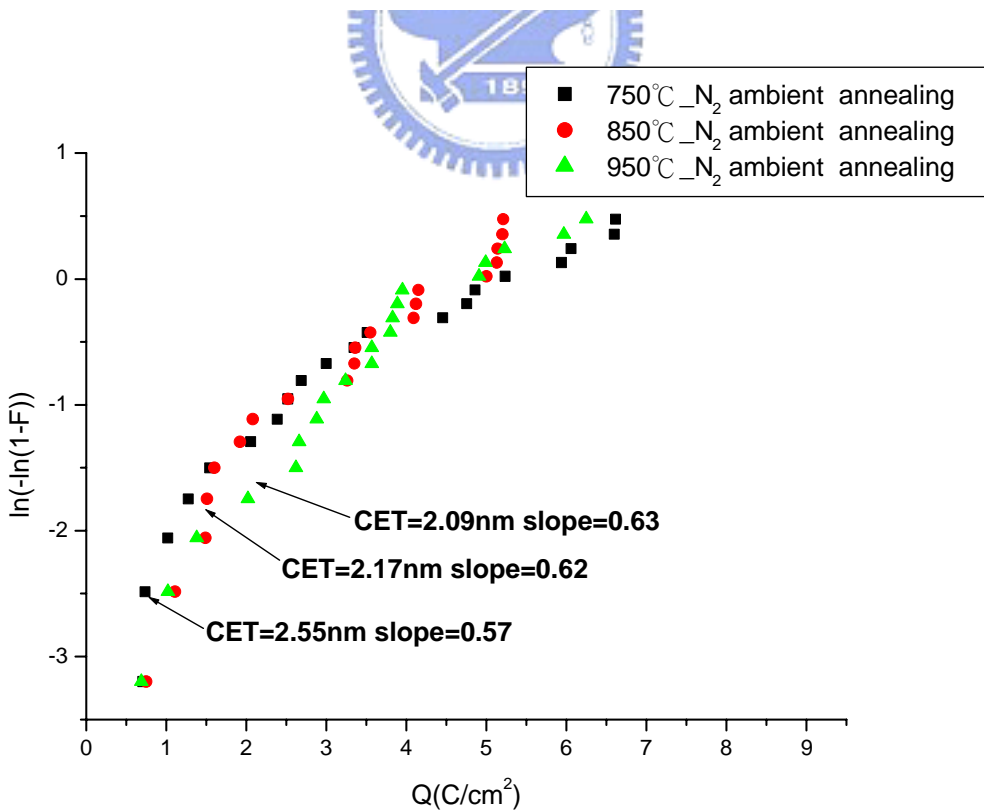 189
750℃_N₂ ambient annealing
850℃_N₂ ambient annealing
950℃_N₂ ambient annealing
1
0
-1
-2
-3
ln(-ln(1-F))
CET=2.09nm slope=0.63
CET=2.17nm slope=0.62
CET=2.55nm slope=0.57
0 1 2 3 4 5 6 7 8 9
Q(C/cm²)